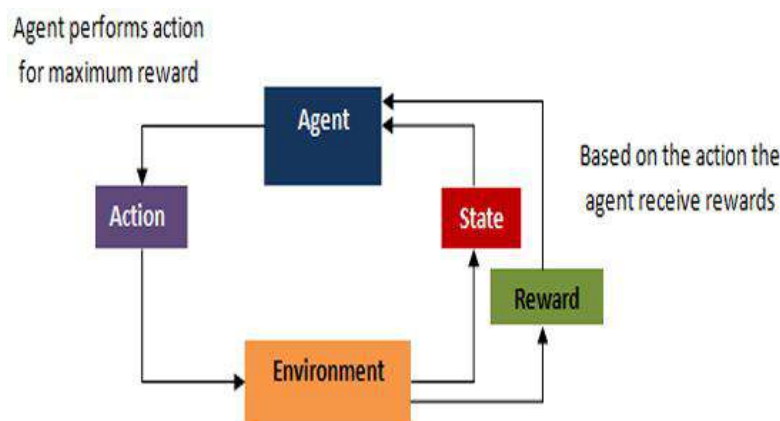 Agent performs action
for maximum reward
Agent
Based on the action the
agent receive rewards
Action
State
Reward
Environment